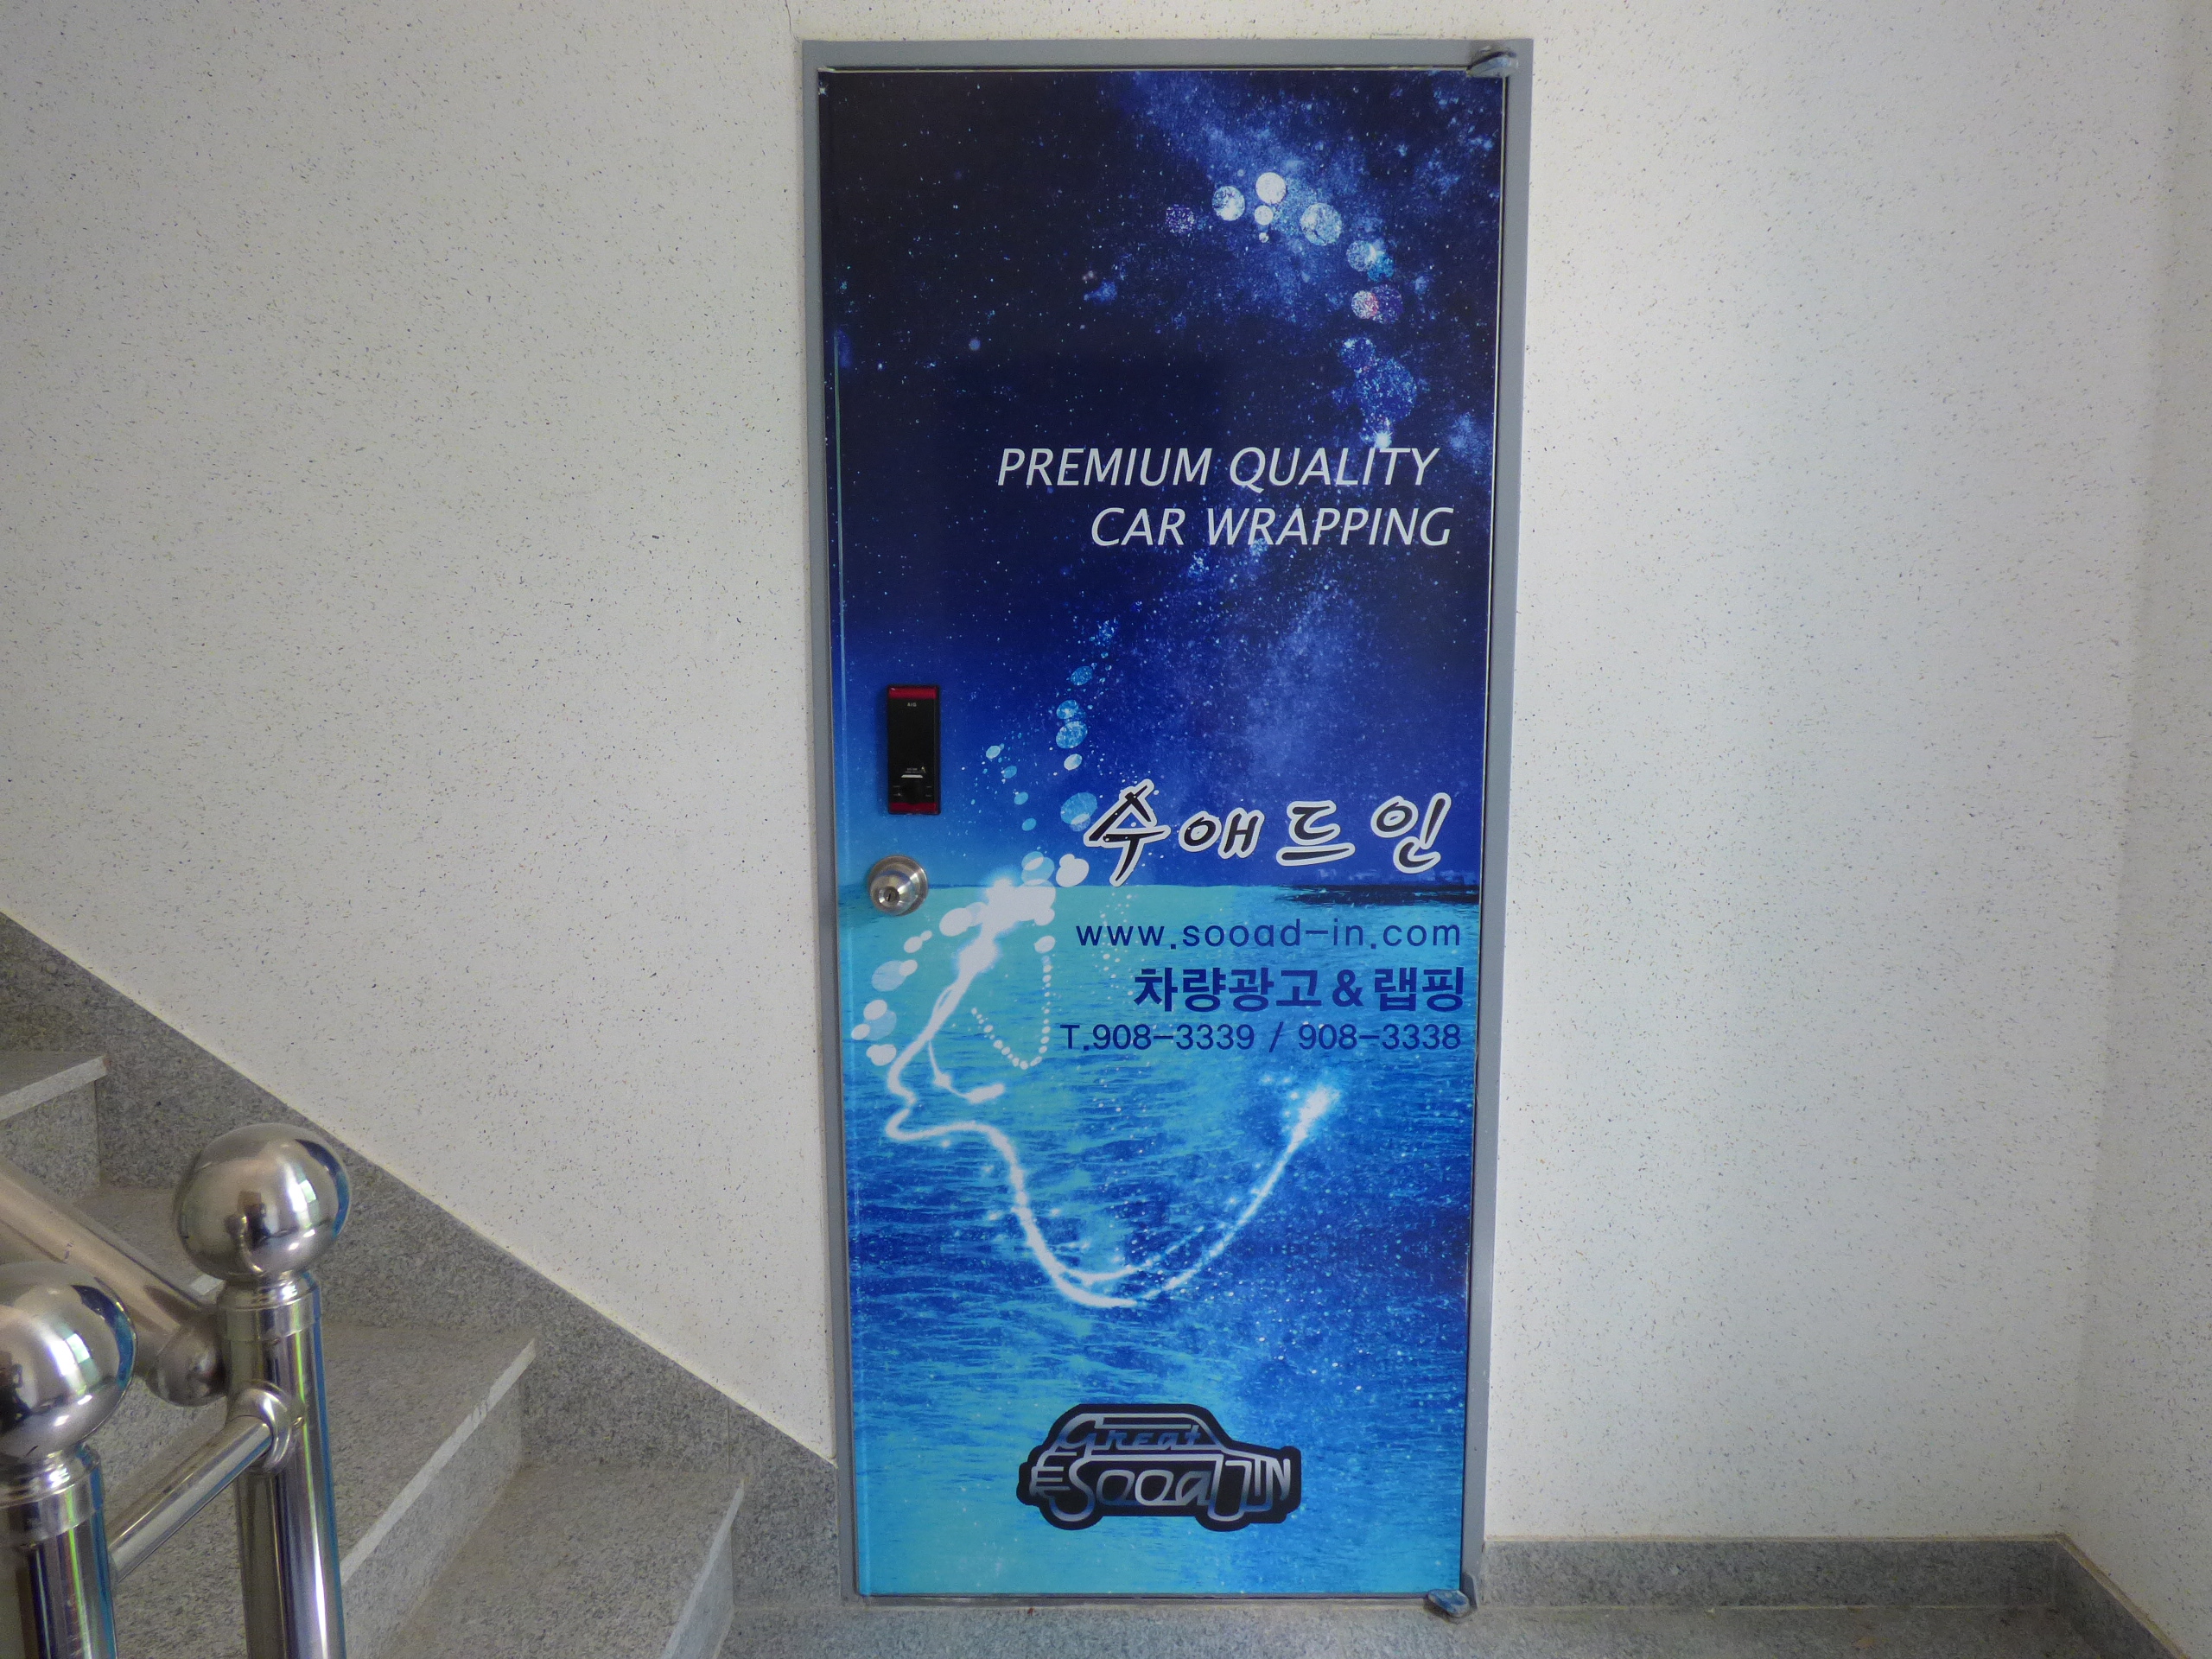 PREMIUM QUALITY
CAR WRAPPING
수애드인
www.sooad-in.com
차량광고&랩핑
T.908-3339 / 908-3338
Great
SOOad IN